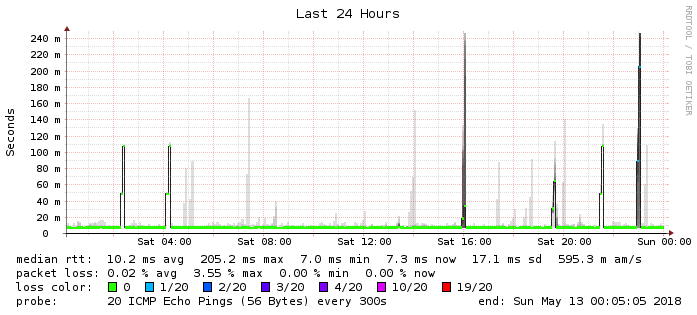 Last 24 Hours
RRDTOOL / TOBI OETIKER
Seconds
240 m
220 m
200 m
180 m
160 m
140 m
120 m
100 m
80 m
60 m
40 m
20 m
0
Sat 04:00 Sat 08:00 Sat 12:00 Sat 16:00 Sat 20:00 Sun 00:00
median rtt: 10.2 ms avg 205.2 ms max 7.0 ms min 7.3 ms now 17.1 ms sd 595.3 m am/s
packet loss: 0.02 % avg 3.55 % max 0.00 % min 0.00 % now
loss color: 0 1/20 2/20 3/20 4/20 10/20 19/20
probe: 20 ICMP Echo Pings (56 Bytes) every 300s end: Sun May 13 00:05:05 2018